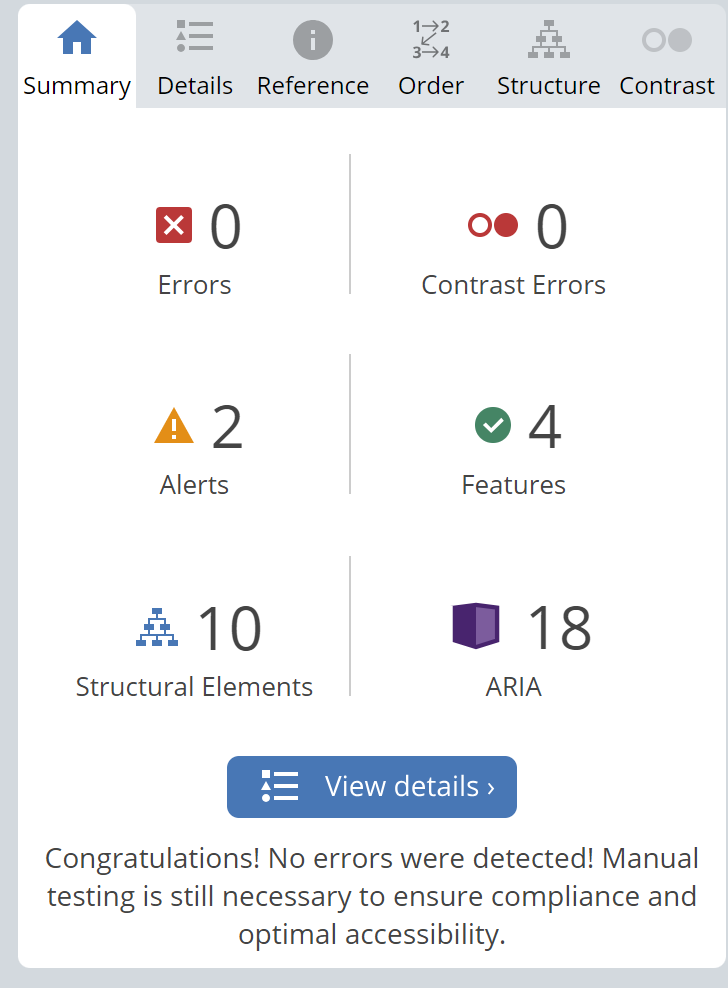 1→2
3→4
Summary Details Reference Order Structure Contrast
0 0
Errors Contrast Errors
2 4
Alerts Features
10 18
Structural Elements ARIA
View details ›
Congratulations! No errors were detected! Manual
testing is still necessary to ensure compliance and
optimal accessibility.